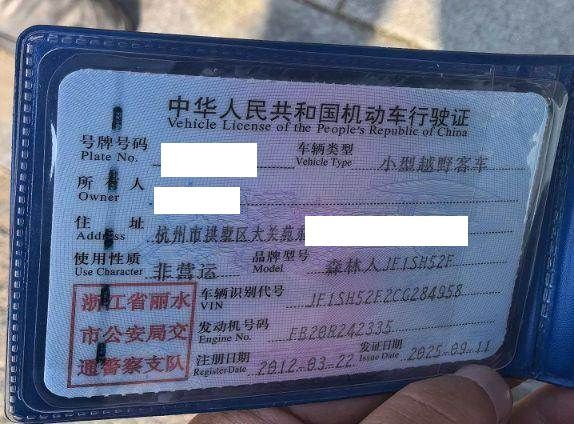 中华人民共和国机动车行驶证
Vehicle License of the People's Republic of China
号牌号码 车辆类型 小型越野客车
Plate No. Vehicle Type
所有人
Owner
住址 杭州市拱墅区大关苑东
Address
使用性质 非营运 品牌型号 森林人JF1SH52F
Use Character Model
浙江省丽水
市公安局交
通警察支队
车辆识别代号 JF1SH52F2CG284958
VIN
发动机号码 FB20R242335
Engine No.
注册日期 2012-03-22 发证日期 2025-09-11
Register Date Issue Date